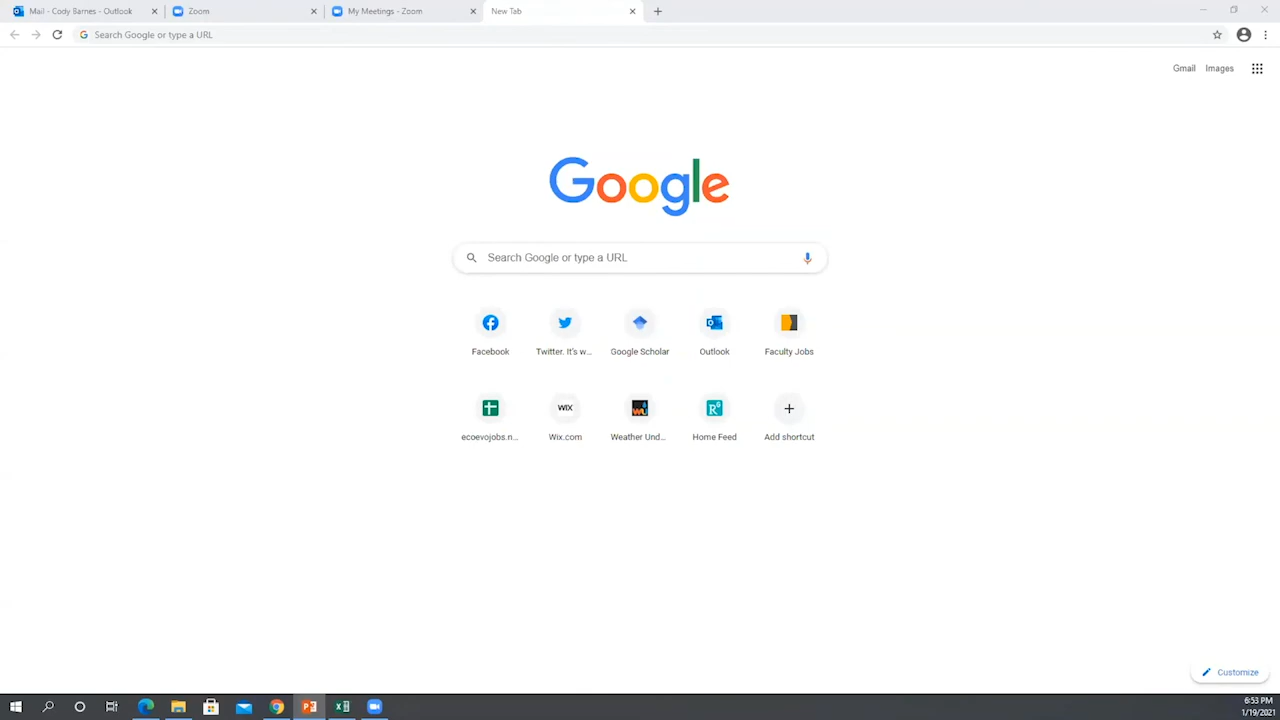 Mail - Cody Barnes - Outlook
Zoom
My Meetings - Zoom
New Tab
Search Google or type a URL
Gmail Images
Google
Search Google or type a URL
Facebook Twitter. It's w... Google Scholar Outlook Faculty Jobs
WIX
R G
ecoevojobs.n... Wix.com Weather Und... Home Feed Add shortcut
Customize
6:53 PM
1/19/2021